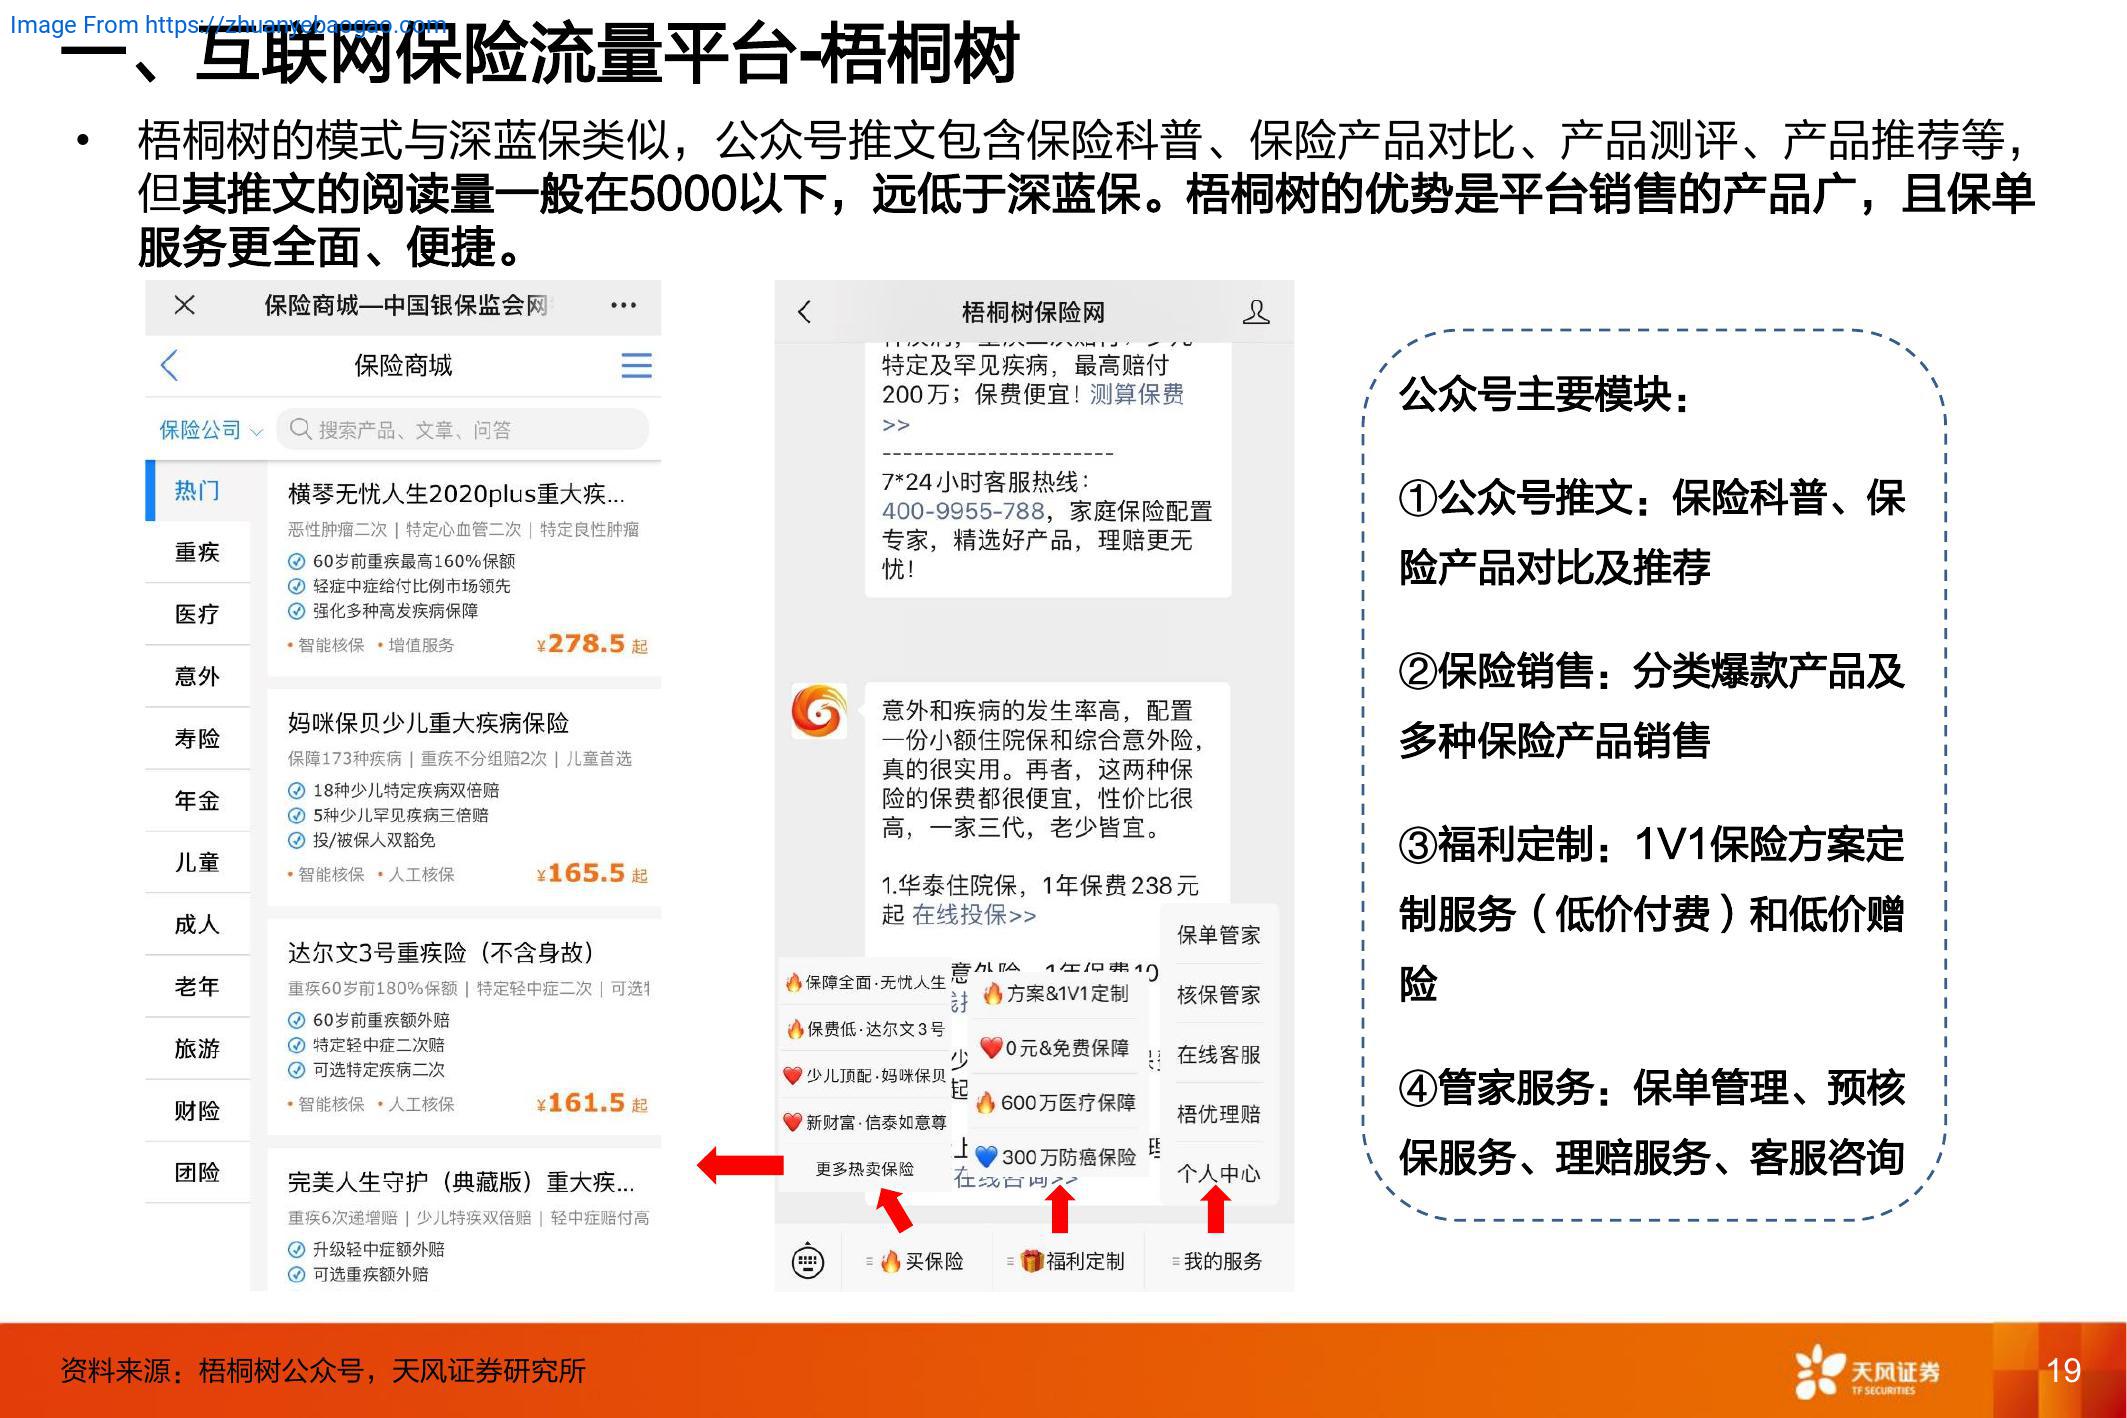 Image From https://zhuanyebaogao.com
一、互联网保险流量平台-梧桐树
• 梧桐树的模式与深蓝保类似，公众号推文包含保险科普、保险产品对比、产品测评、产品推荐等，
但其推文的阅读量一般在5000以下，远低于深蓝保。梧桐树的优势是平台销售的产品广，且保单
服务更全面、便捷。
保险商城—中国银保监会网
保险商城
保险公司
搜索产品、文章、问答
热门
重疾
医疗
意外
寿险
年金
儿童
成人
老年
旅游
财险
团险
横琴无忧人生2020plus重大疾...
恶性肿瘤二次 | 特定心血管二次 | 特定良性肿瘤
60岁前重疾最高160%保额
轻症中症给付比例市场领先
强化多种高发疾病保障
• 智能核保 • 增值服务 ¥278.5 起
妈咪保贝少儿重大疾病保险
保障173种疾病 | 重疾不分组赔2次 | 儿童首选
18种少儿特定疾病双倍赔
5种少儿罕见疾病三倍赔
投/被保人双豁免
• 智能核保 • 人工核保 ¥165.5 起
达尔文3号重疾险（不含身故）
重疾60岁前180%保额 | 特定轻中症二次 | 可选
60岁前重疾额外赔
特定轻中症二次赔
可选特定疾病二次
• 智能核保 • 人工核保 ¥161.5 起
完美人生守护（典藏版）重大疾...
重疾6次递增赔 | 少儿特疾双倍赔 | 轻中症赔付高
升级轻中症额外赔
可选重疾额外赔
梧桐树保险网
特定及罕见疾病，最高赔付
200万；保费便宜！测算保费
>>
----------------------
7*24小时客服热线：
400-9955-788，家庭保险配置
专家，精选好产品，理赔更无
忧！
意外和疾病的发生率高，配置
一份小额住院保和综合意外险，
真的很实用。再者，这两种保
险的保费都很便宜，性价比很
高，一家三代，老少皆宜。
1.华泰住院保，1年保费238元
起 在线投保>>
意外险，1年保费10
少
起
上
理
在线咨询>>
保障全面·无忧人生
保费低·达尔文3号
少儿顶配·妈咪保贝
新财富·信泰如意尊
更多热卖保险
方案&1V1定制
0元&免费保障
600万医疗保障
300万防癌保险
保单管家
核保管家
在线客服
梧优理赔
个人中心
买保险
福利定制
我的服务
公众号主要模块：
①公众号推文：保险科普、保
险产品对比及推荐
②保险销售：分类爆款产品及
多种保险产品销售
③福利定制：1V1保险方案定
制服务（低价付费）和低价赠
险
④管家服务：保单管理、预核
保服务、理赔服务、客服咨询
资料来源：梧桐树公众号，天风证券研究所
天风证券
TF SECURITIES
19